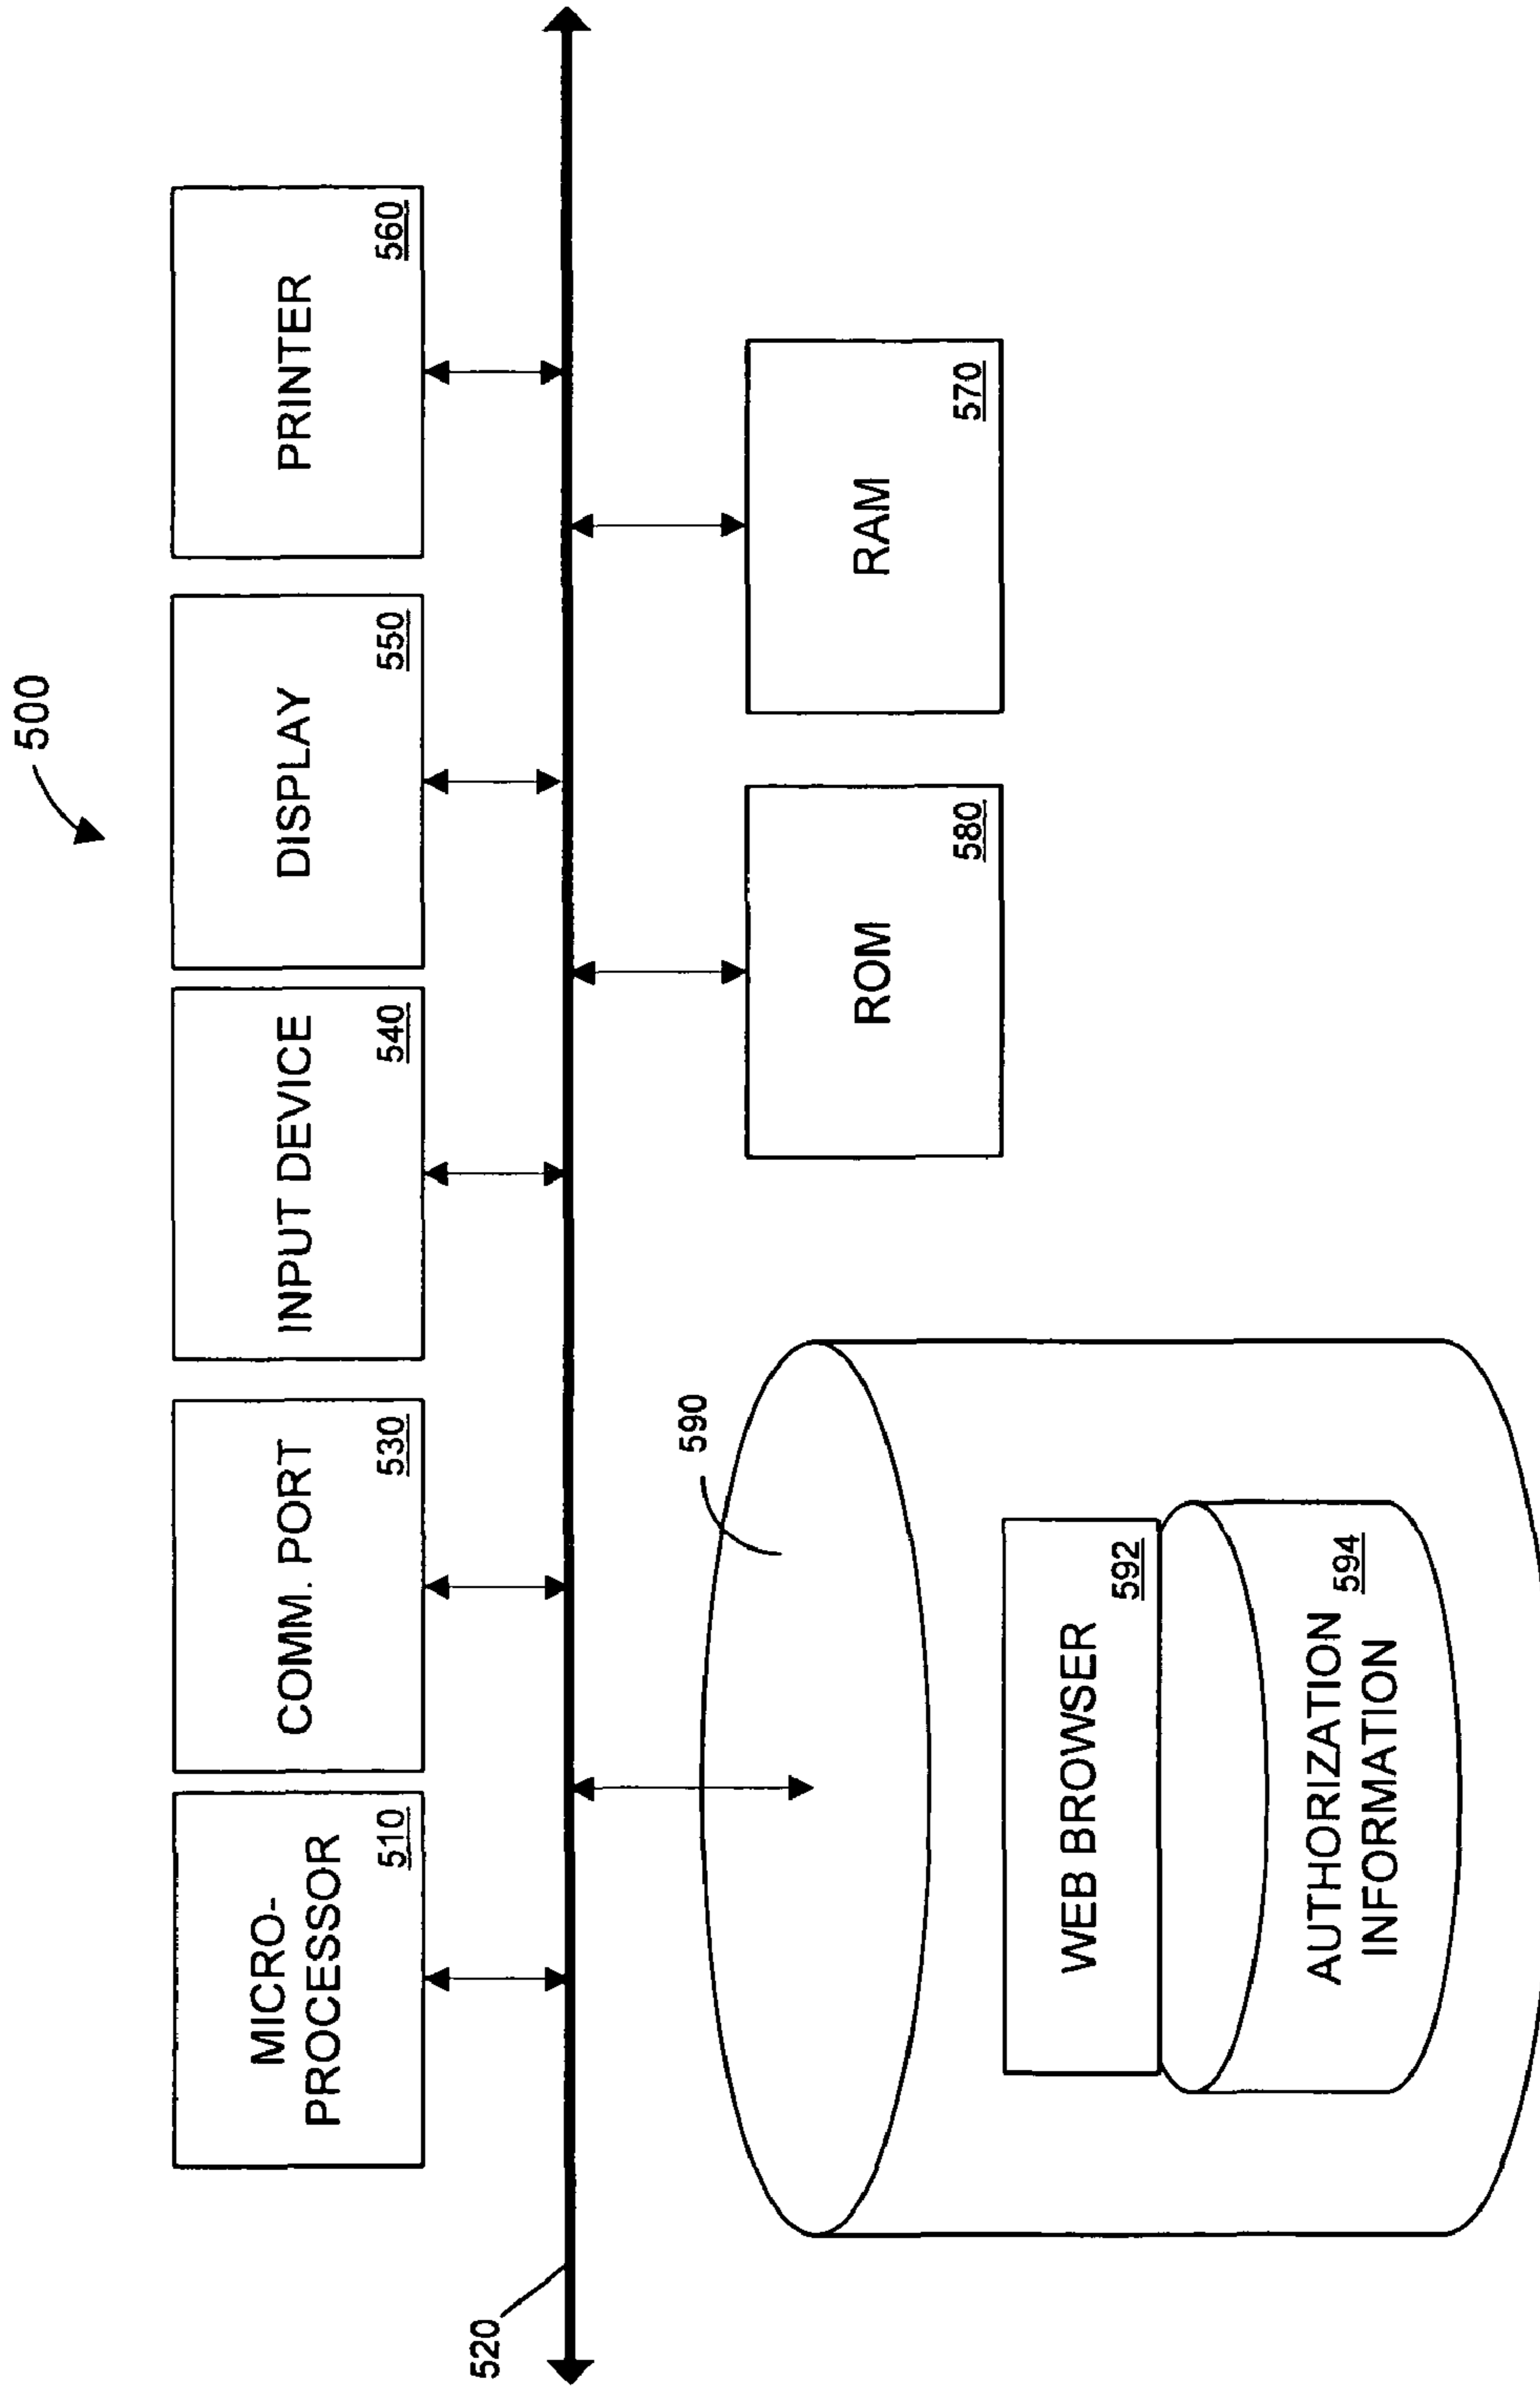 500
MICRO-
PROCESSOR
510
COMM. PORT
530
INPUT DEVICE
540
DISPLAY
550
PRINTER
560
520
590
ROM
580
RAM
570
WEB BROWSER
592
AUTHORIZATION
INFORMATION
594